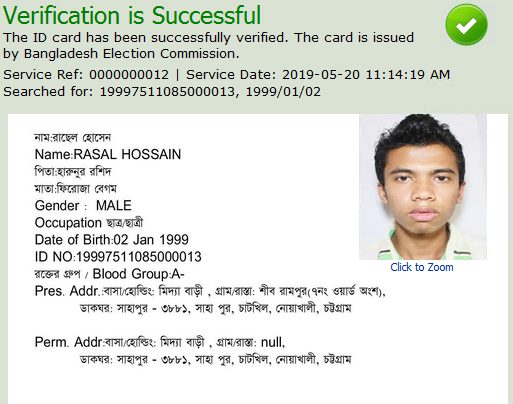 Verification is Successful
The ID card has been successfully verified. The card is issued
by Bangladesh Election Commission.
Service Ref: 0000000012 | Service Date: 2019-05-20 11:14:19 AM
Searched for: 19997511085000013, 1999/01/02
নাম:রাছেল হোসেন
Name:RASAL HOSSAIN
পিতা:হারুনুর রশিদ
মাতা:ফিরোজা বেগম
Gender : MALE
Occupation ছাত্র/ছাত্রী
Date of Birth:02 Jan 1999
ID NO:19997511085000013
রক্তের গ্রুপ / Blood Group:A-
Click to Zoom
Pres. Addr:বাসা/হোল্ডিং: মিদ্যা বাড়ী , গ্রাম/রাস্তা: শীব রামপুর(৭নং ওয়ার্ড অংশ),
ডাকঘর: সাহাপুর - ৩৮৮১, সাহা পুর, চাটখিল, নোয়াখালী, চট্টগ্রাম
Perm. Addr:বাসা/হোল্ডিং: মিদ্যা বাড়ী , গ্রাম/রাস্তা: null,
ডাকঘর: সাহাপুর - ৩৮৮১, সাহা পুর, চাটখিল, নোয়াখালী, চট্টগ্রাম